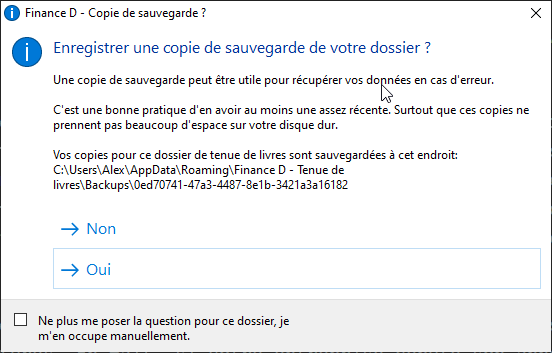 Finance D - Copie de sauvegarde ?
Enregistrer une copie de sauvegarde de votre dossier ?
Une copie de sauvegarde peut être utile pour récupérer vos données en cas d'erreur.
C'est une bonne pratique d'en avoir au moins une assez récente. Surtout que ces copies ne
prennent pas beaucoup d'espace sur votre disque dur.
Vos copies pour ce dossier de tenue de livres sont sauvegardées à cet endroit:
C:\Users\Alex\AppData\Roaming\Finance D - Tenue de
livres\Backups\0ed70741-47a3-4487-8e1b-3421a3a16182
Non
Oui
Ne plus me poser la question pour ce dossier, je
m'en occupe manuellement.